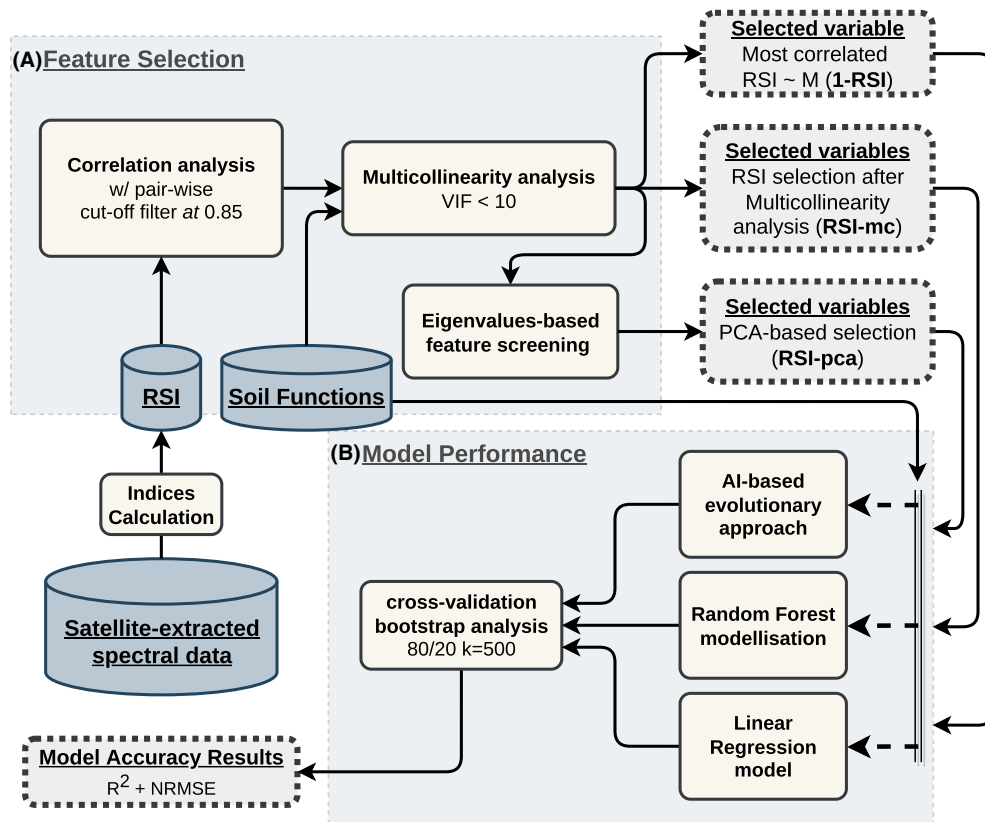 (A) Feature Selection
Correlation analysis
w/ pair-wise
cut-off filter at 0.85
Multicollinearity analysis
VIF < 10
Eigenvalues-based
feature screening
Selected variable
Most correlated
RSI ~ M (1-RSI)
Selected variables
RSI selection after
Multicollinearity
analysis (RSI-mc)
Selected variables
PCA-based selection
(RSI-pca)
RSI
Soil Functions
Indices
Calculation
Satellite-extracted
spectral data
(B) Model Performance
AI-based
evolutionary
approach
Random Forest
modellisation
Linear
Regression
model
cross-validation
bootstrap analysis
80/20 k=500
Model Accuracy Results
R² + NRMSE